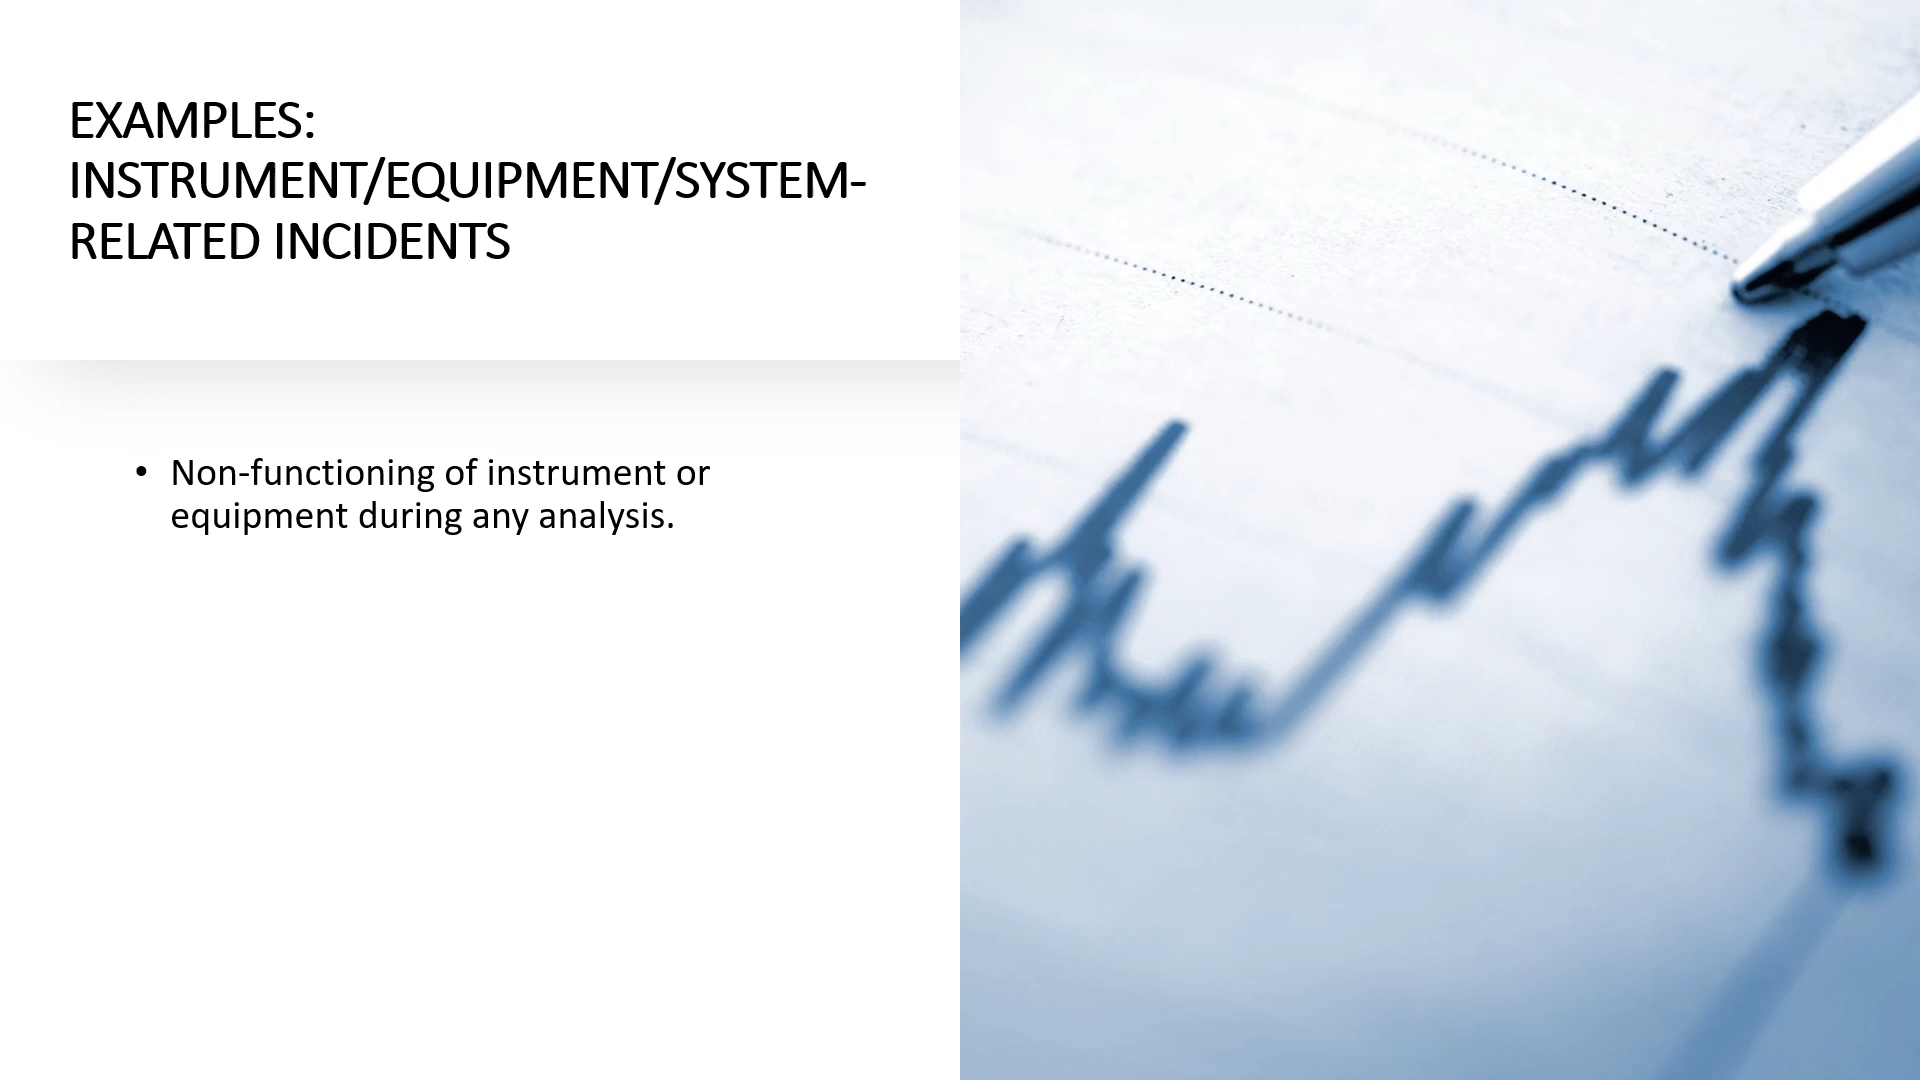 EXAMPLES:
INSTRUMENT/EQUIPMENT/SYSTEM-
RELATED INCIDENTS
• Non-functioning of instrument or
equipment during any analysis.